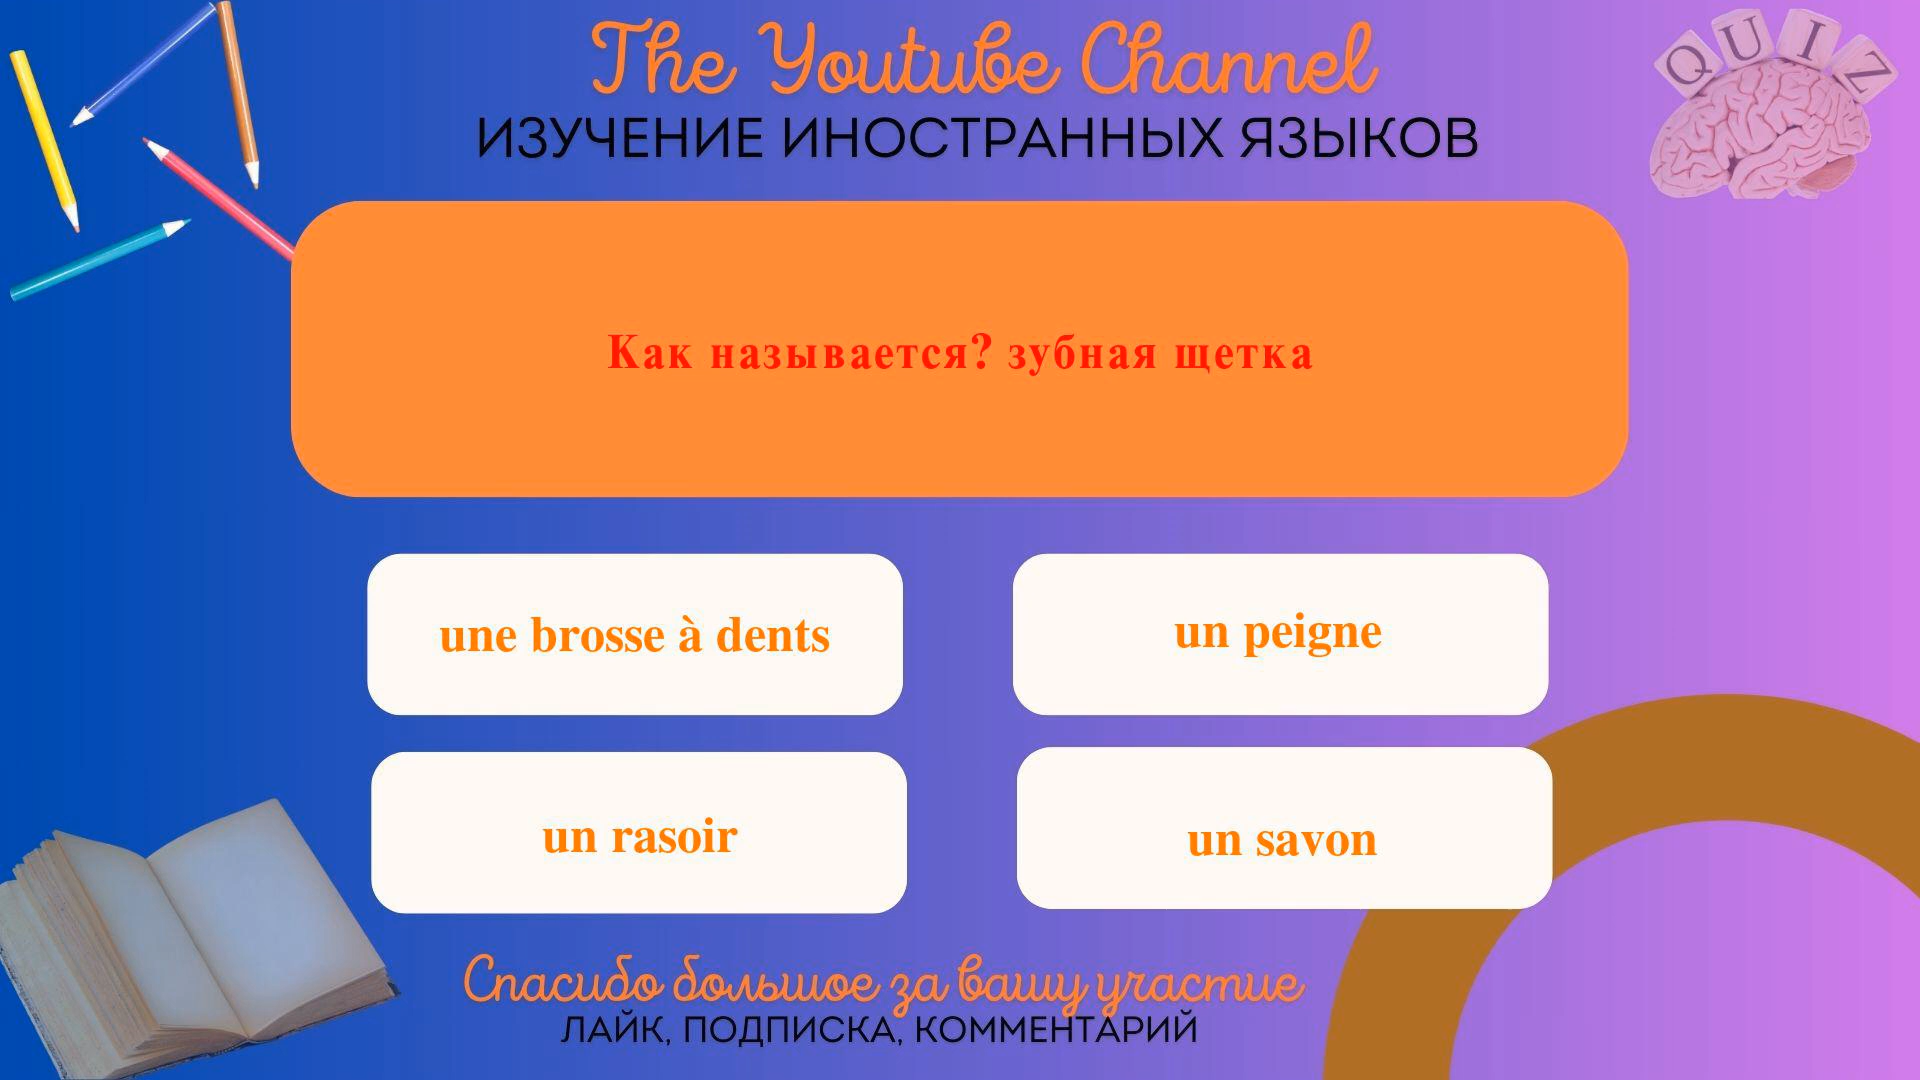 The Youtube Channel
QUIZ
ИЗУЧЕНИЕ ИНОСТРАННЫХ ЯЗЫКОВ
Как называется? зубная щетка
une brosse à dents
un peigne
un rasoir
un savon
Спасибо большое за вашу участие
ЛАЙК, ПОДПИСКА, КОММЕНТАРИЙ